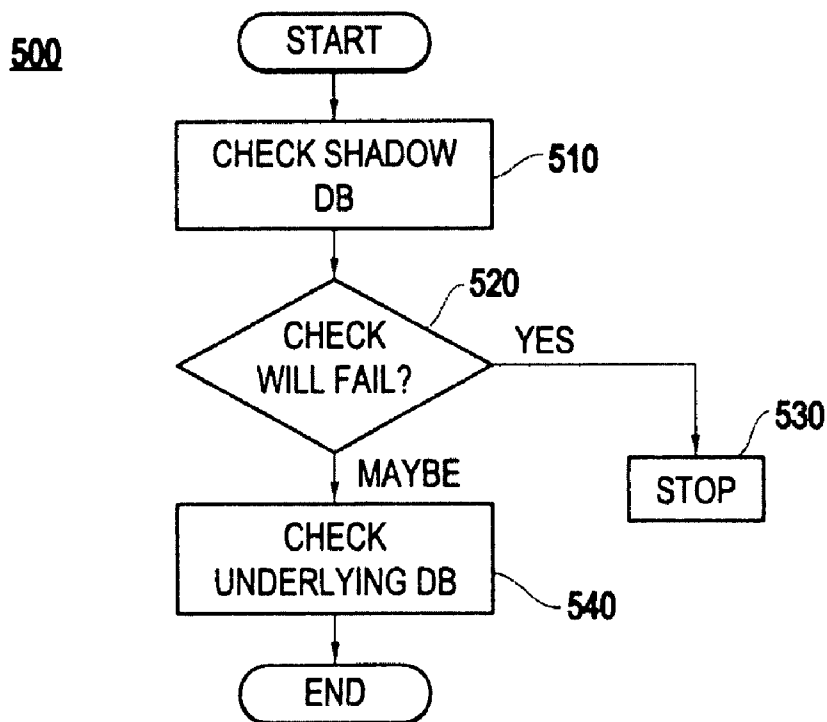 500
START
CHECK SHADOW
DB
510
520
CHECK
WILL FAIL?
YES
530
STOP
MAYBE
CHECK
UNDERLYING DB
540
END